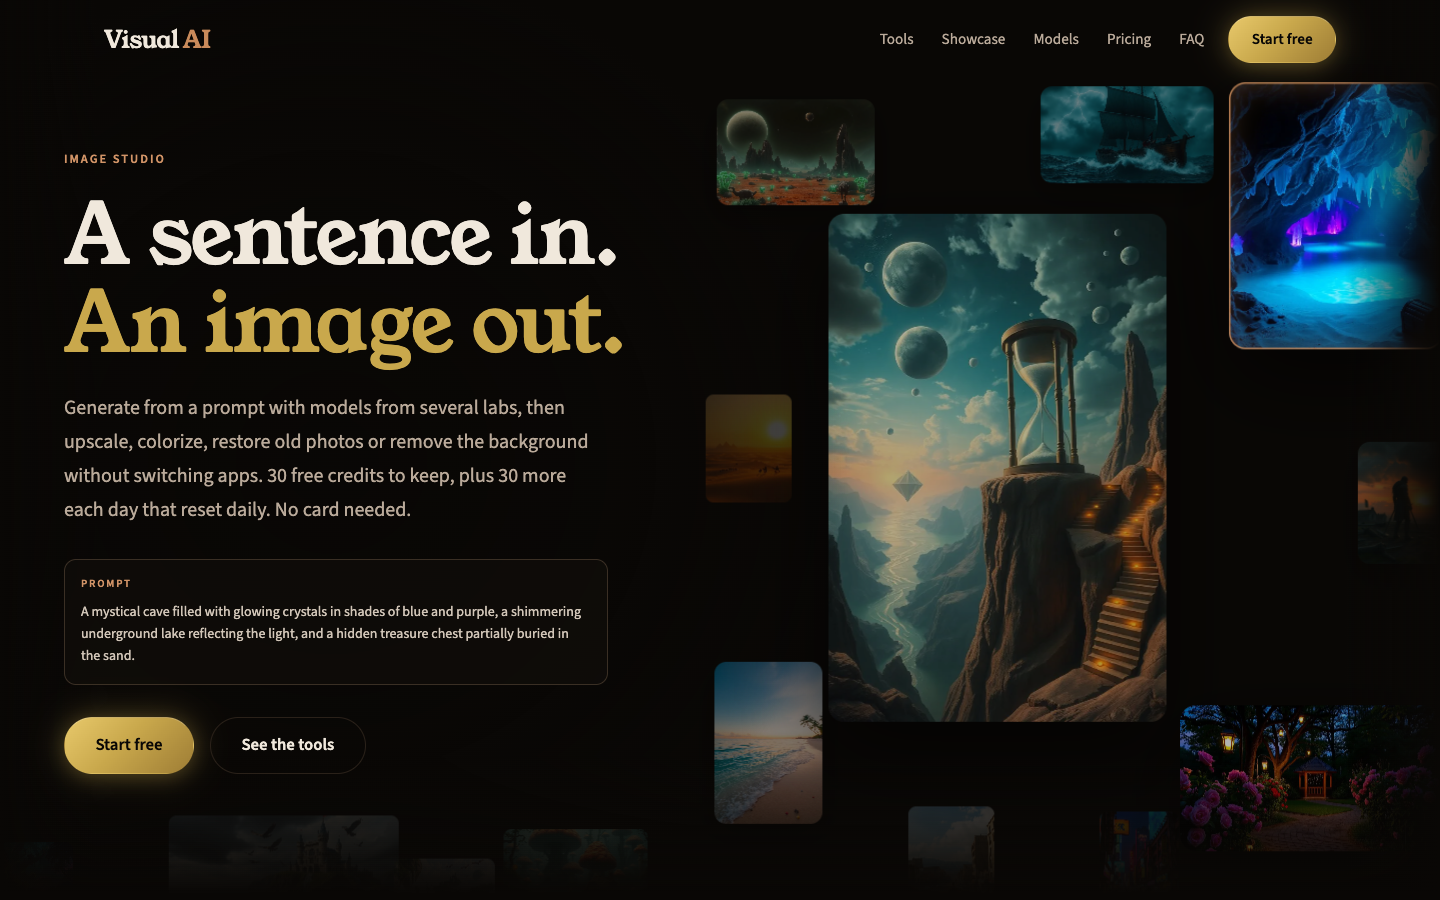 Visual AI
Tools
Showcase
Models
Pricing
FAQ
Start free
IMAGE STUDIO
A sentence in.
An image out.
Generate from a prompt with models from several labs, then
upscale, colorize, restore old photos or remove the background
without switching apps. 30 free credits to keep, plus 30 more
each day that reset daily. No card needed.
PROMPT
A mystical cave filled with glowing crystals in shades of blue and purple, a shimmering
underground lake reflecting the light, and a hidden treasure chest partially buried in
the sand.
Start free
See the tools